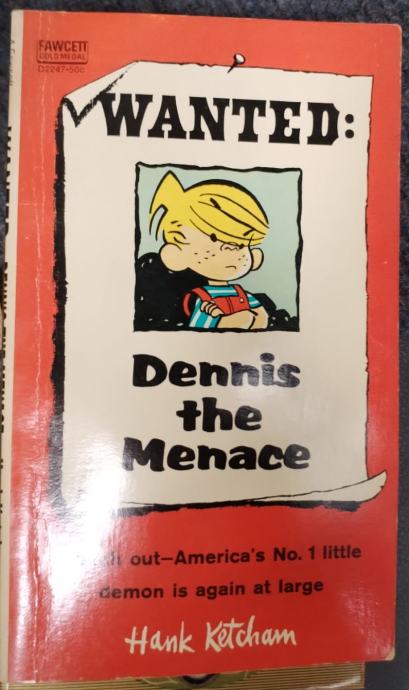 FAWCETT
GOLD MEDAL
D2247•50c
WANTED:
Dennis
the
Menace
out—America's No. 1 little
demon is again at large
Hank Ketcham